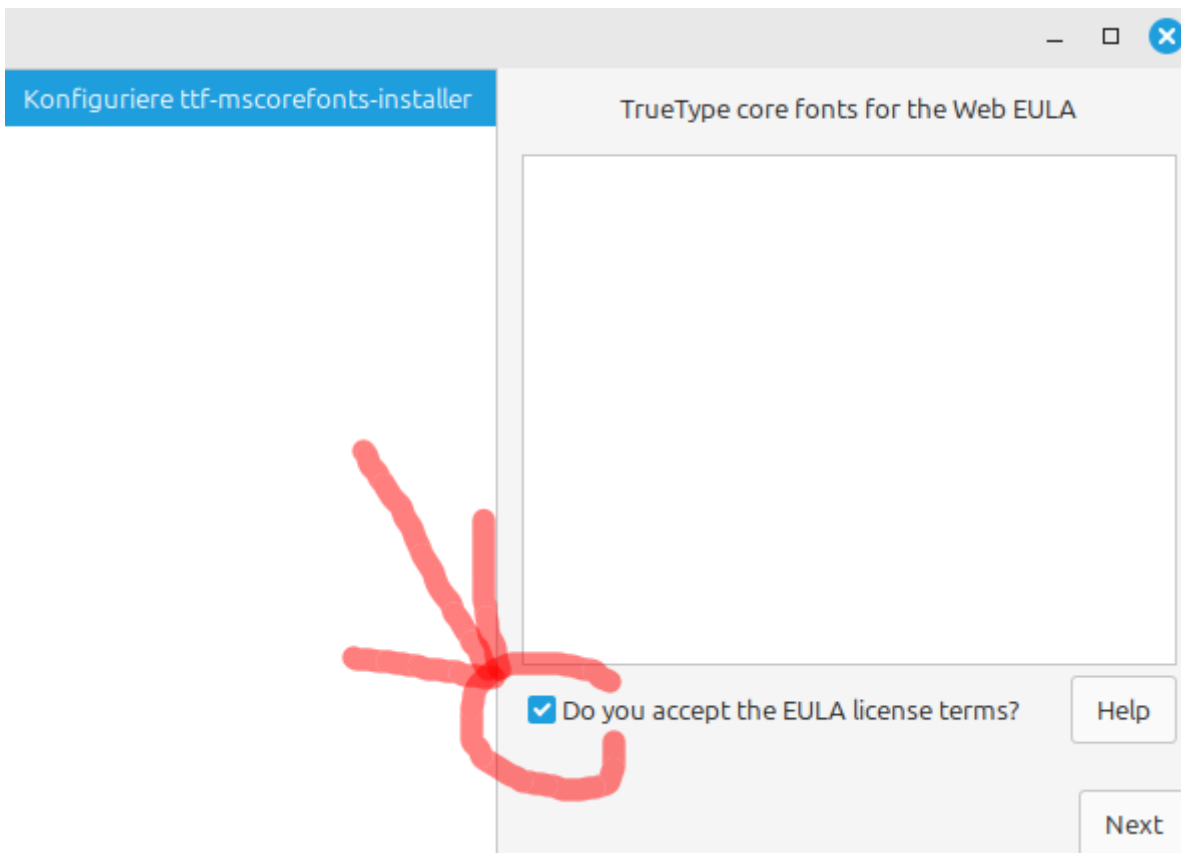 Konfiguriere ttf-mscorefonts-installer
TrueType core fonts for the Web EULA
Do you accept the EULA license terms?
Help
Next